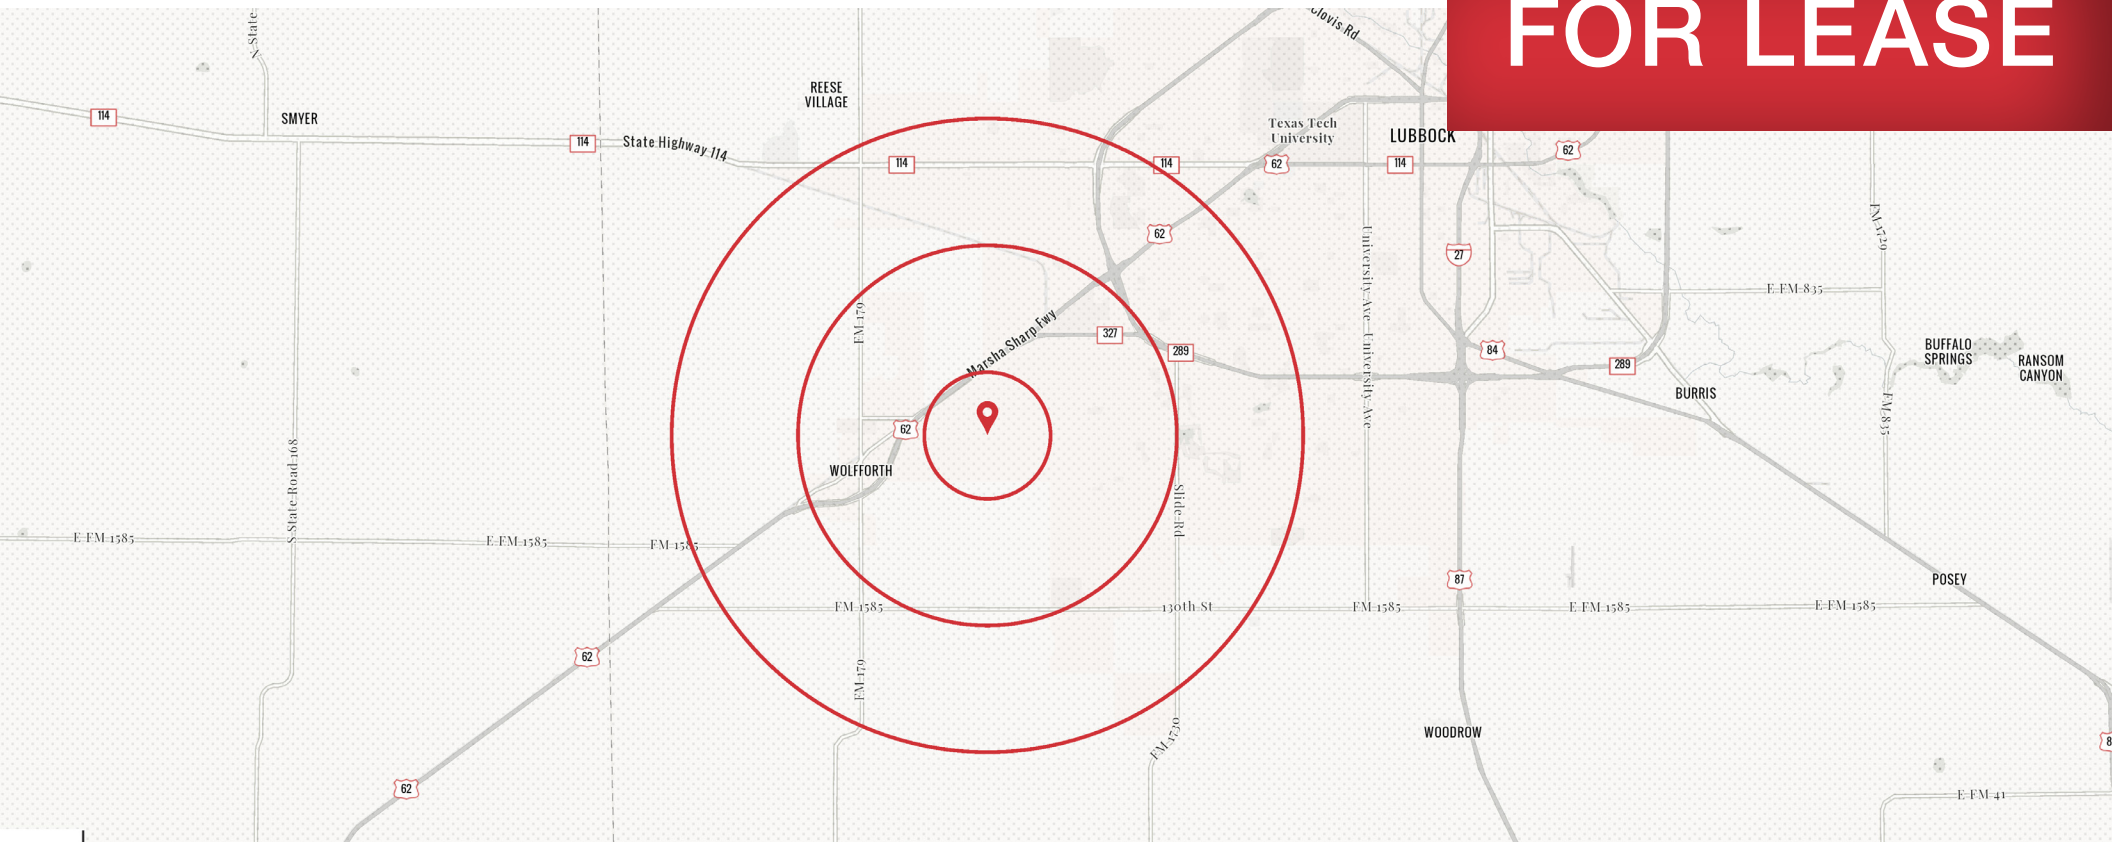 FOR LEASE
N State
Clovis Rd
REESE
VILLAGE
114
SMYER
Texas Tech
University
LUBBOCK
114
State Highway 114
114
114
62
114
62
FM 1729
62
University Ave
27
E FM 835
FM 179
Marsha Sharp Fwy
327
289
84
University Ave
289
BUFFALO
SPRINGS
RANSOM
CANYON
BURRIS
FM 835
62
WOLFFORTH
S State Road 168
Slide Rd
E FM 1585
E FM 1585
FM 1585
87
POSEY
FM 1585
130th St
FM 1585
E FM 1585
E FM 1585
62
FM 179
FM 1730
WOODROW
8
62
E FM 41